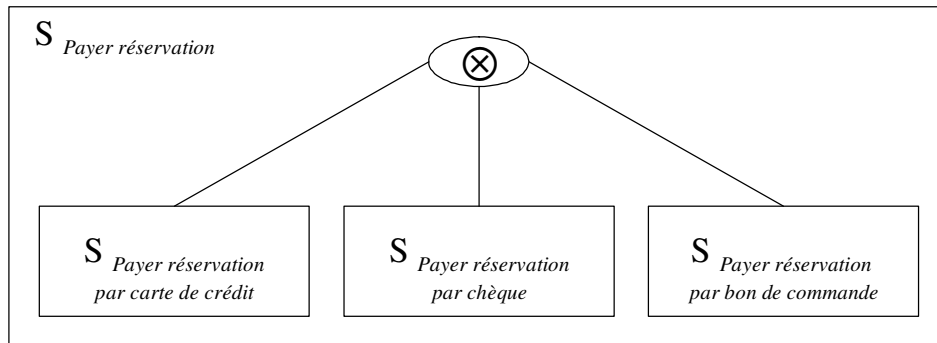 S Payer réservation
⊗
S Payer réservation
par carte de crédit
S Payer réservation
par chèque
S Payer réservation
par bon de commande